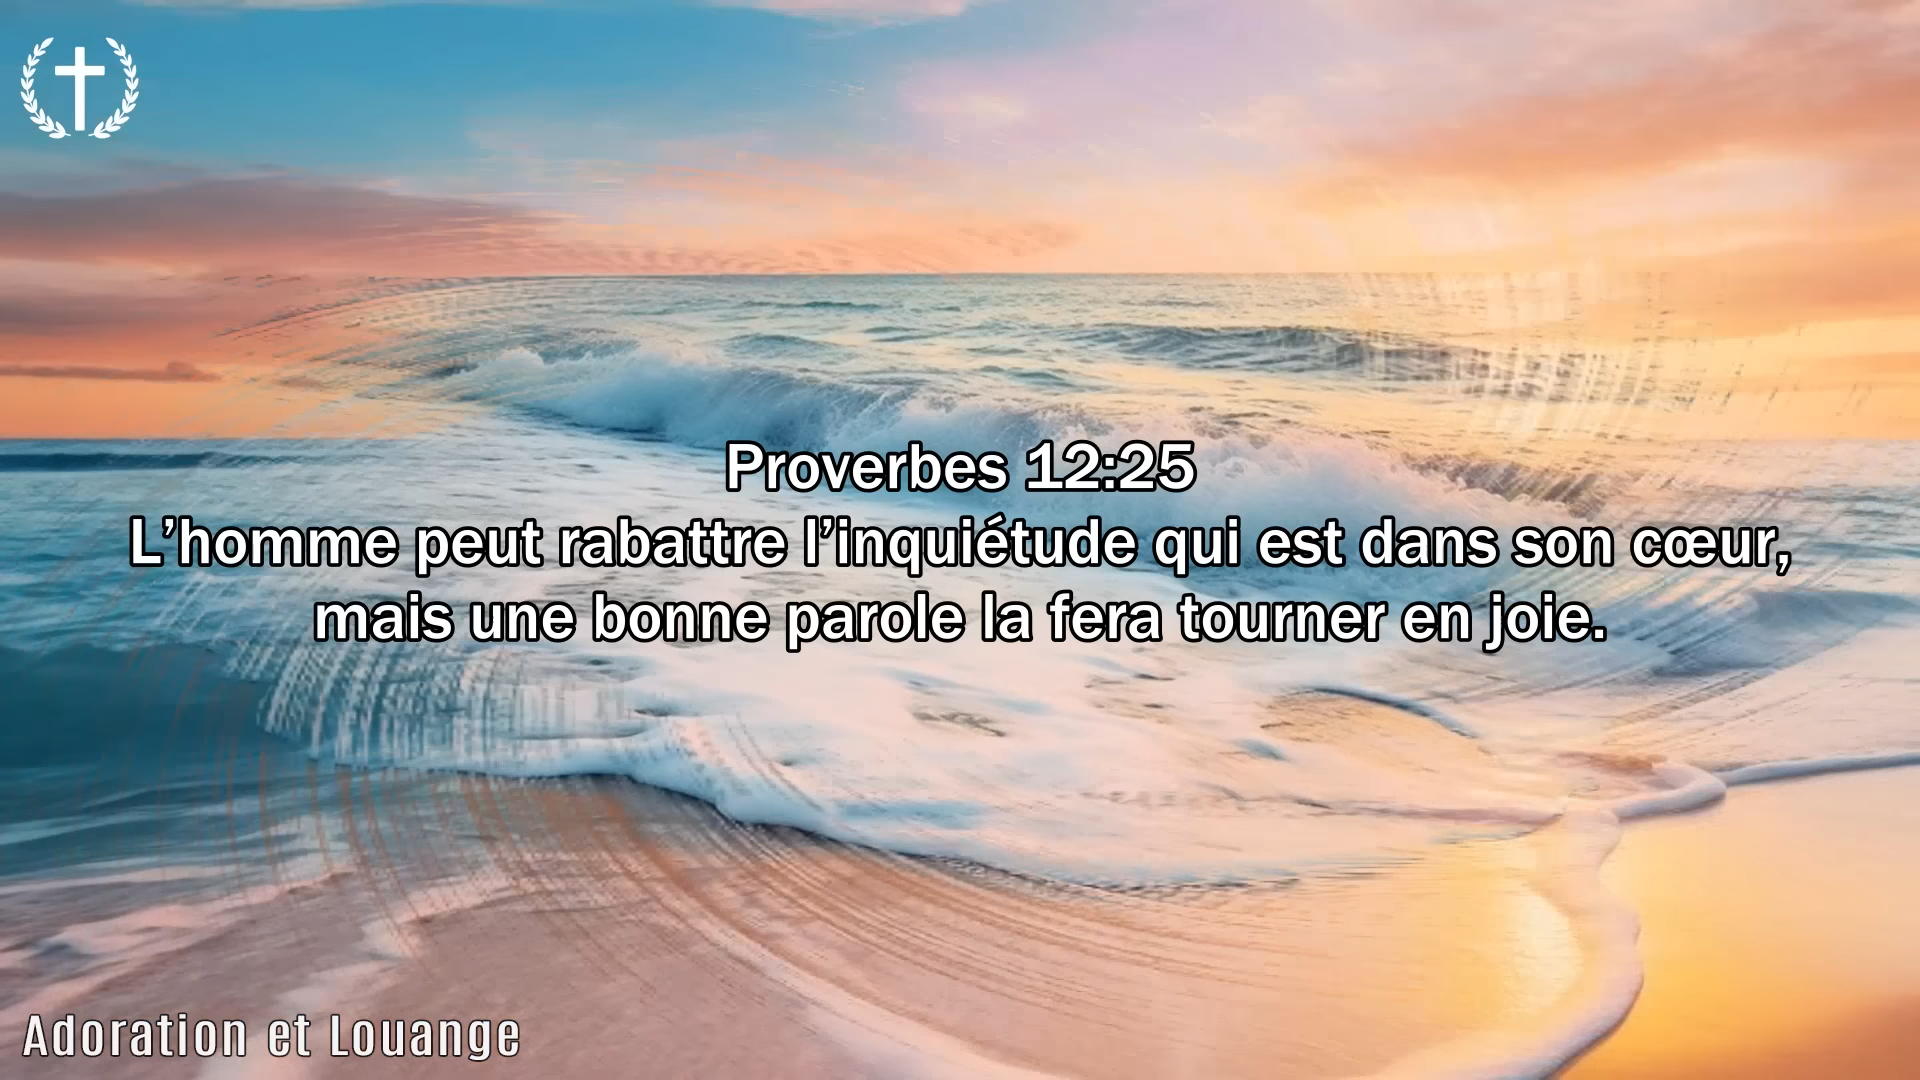 Proverbes 12:25
L’homme peut rabattre l’inquiétude qui est dans son cœur,
mais une bonne parole la fera tourner en joie.
Adoration et Louange